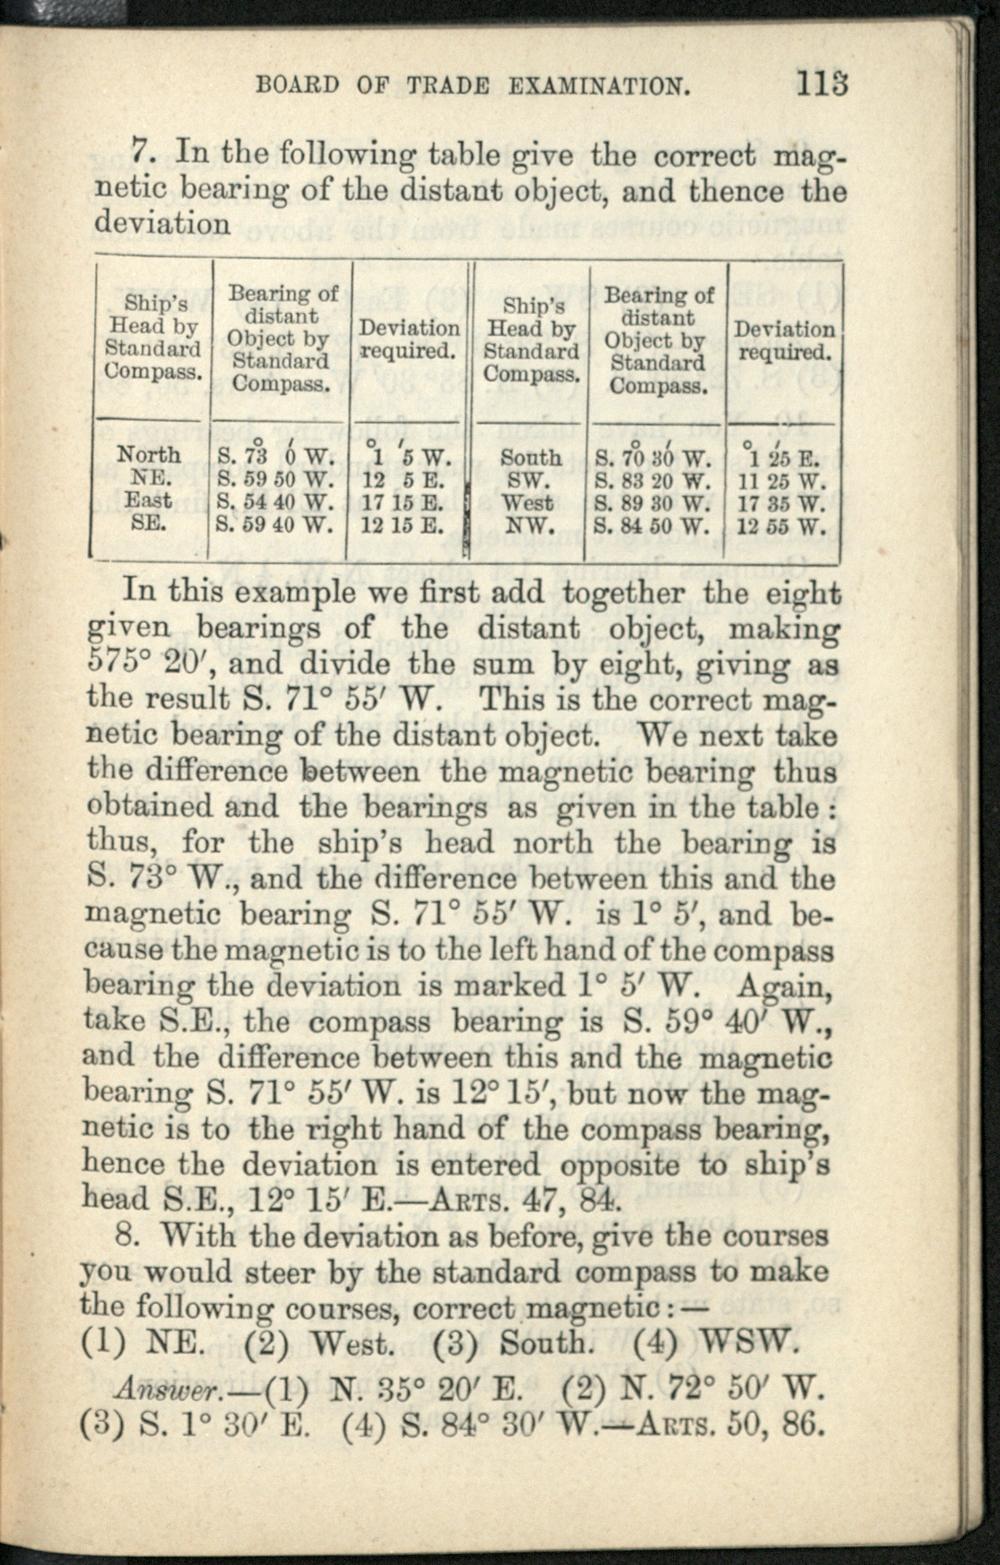 BOARD OF TRADE EXAMINATION. 113
7. In the following table give the correct mag-
netic bearing of the distant object, and thence the
deviation
Ship's Head by Standard Compass. | Bearing of distant Object by Standard Compass. | Deviation required. | Ship's Head by Standard Compass. | Bearing of distant Object by Standard Compass. | Deviation required.
North | S. 73° 0′ W. | 1° 5′ W. | South | S. 70° 30′ W. | 1° 25′ E.
NE. | S. 59 50 W. | 12 5 E. | SW. | S. 83 20 W. | 11 25 W.
East | S. 54 40 W. | 17 15 E. | West | S. 89 30 W. | 17 35 W.
SE. | S. 59 40 W. | 12 15 E. | NW. | S. 84 50 W. | 12 55 W.
In this example we first add together the eight
given bearings of the distant object, making
575° 20′, and divide the sum by eight, giving as
the result S. 71° 55′ W. This is the correct mag-
netic bearing of the distant object. We next take
the difference between the magnetic bearing thus
obtained and the bearings as given in the table :
thus, for the ship's head north the bearing is
S. 73° W., and the difference between this and the
magnetic bearing S. 71° 55′ W. is 1° 5′, and be-
cause the magnetic is to the left hand of the compass
bearing the deviation is marked 1° 5′ W. Again,
take S.E., the compass bearing is S. 59° 40′ W.,
and the difference between this and the magnetic
bearing S. 71° 55′ W. is 12° 15′, but now the mag-
netic is to the right hand of the compass bearing,
hence the deviation is entered opposite to ship's
head S.E., 12° 15′ E.—ARTS. 47, 84.
8. With the deviation as before, give the courses
you would steer by the standard compass to make
the following courses, correct magnetic :—
(1) NE. (2) West. (3) South. (4) WSW.
Answer.—(1) N. 35° 20′ E. (2) N. 72° 50′ W.
(3) S. 1° 30′ E. (4) S. 84° 30′ W.—ARTS. 50, 86.